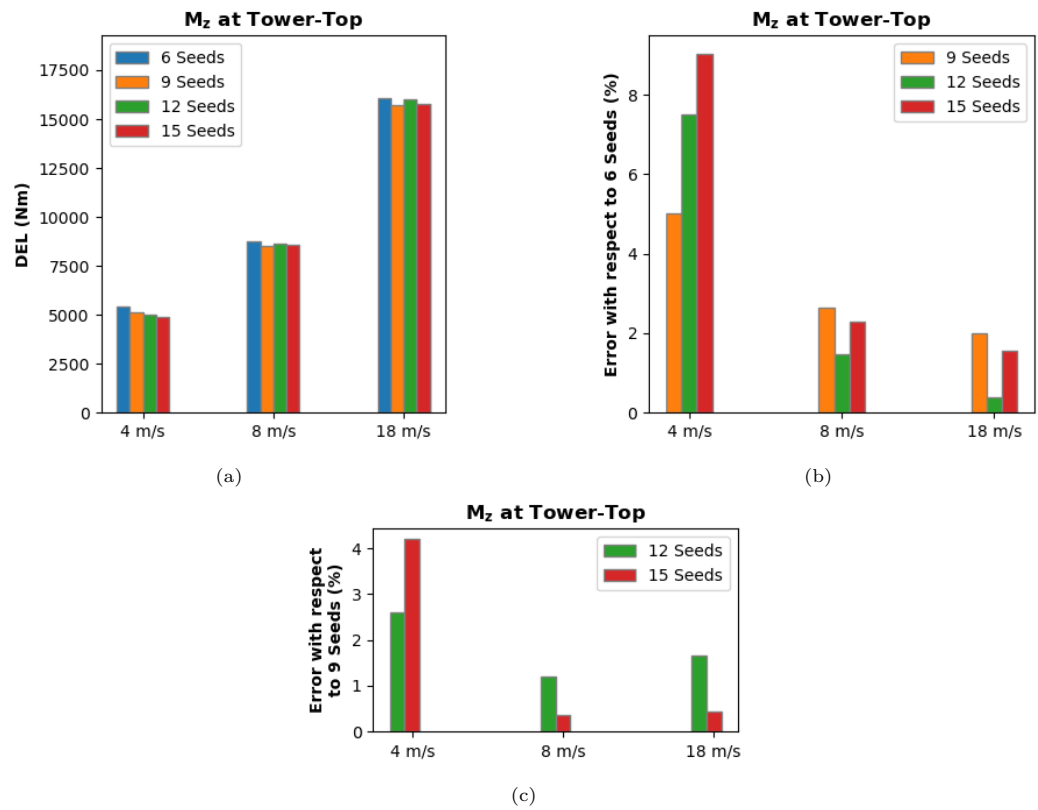 M_z at Tower-Top
DEL (Nm)
17500
15000
12500
10000
7500
5000
2500
0
6 Seeds
9 Seeds
12 Seeds
15 Seeds
4 m/s 8 m/s 18 m/s
(a)
M_z at Tower-Top
Error with respect to 6 Seeds (%)
8
6
4
2
0
9 Seeds
12 Seeds
15 Seeds
4 m/s 8 m/s 18 m/s
(b)
M_z at Tower-Top
Error with respect
to 9 Seeds (%)
4
3
2
1
0
12 Seeds
15 Seeds
4 m/s 8 m/s 18 m/s
(c)